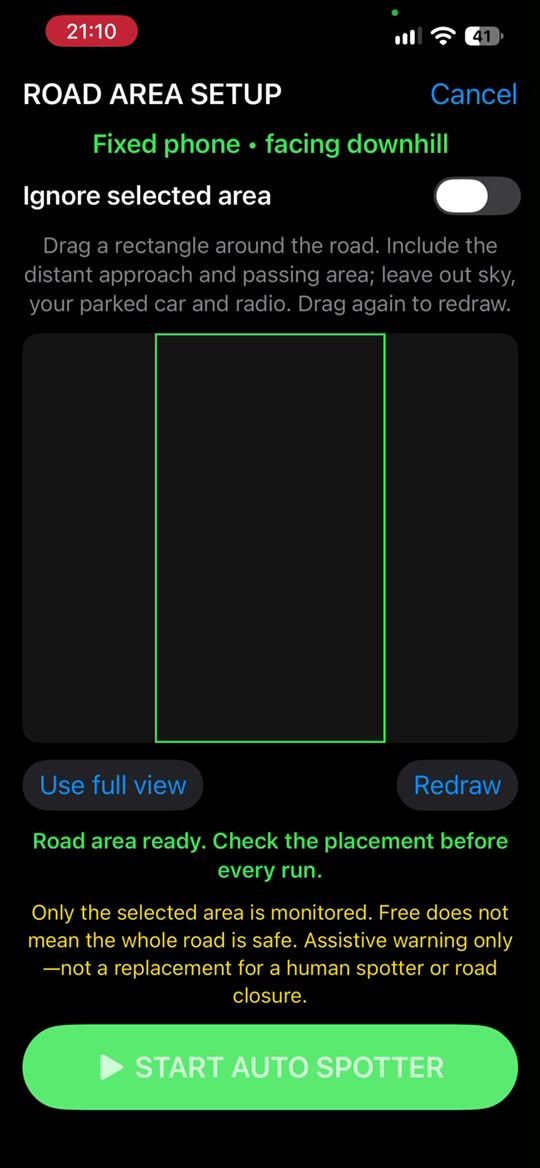 21:10
41
ROAD AREA SETUP
Cancel
Fixed phone • facing downhill
Ignore selected area
Drag a rectangle around the road. Include the
distant approach and passing area; leave out sky,
your parked car and radio. Drag again to redraw.
Use full view
Redraw
Road area ready. Check the placement before
every run.
Only the selected area is monitored. Free does not
mean the whole road is safe. Assistive warning only
—not a replacement for a human spotter or road
closure.
START AUTO SPOTTER